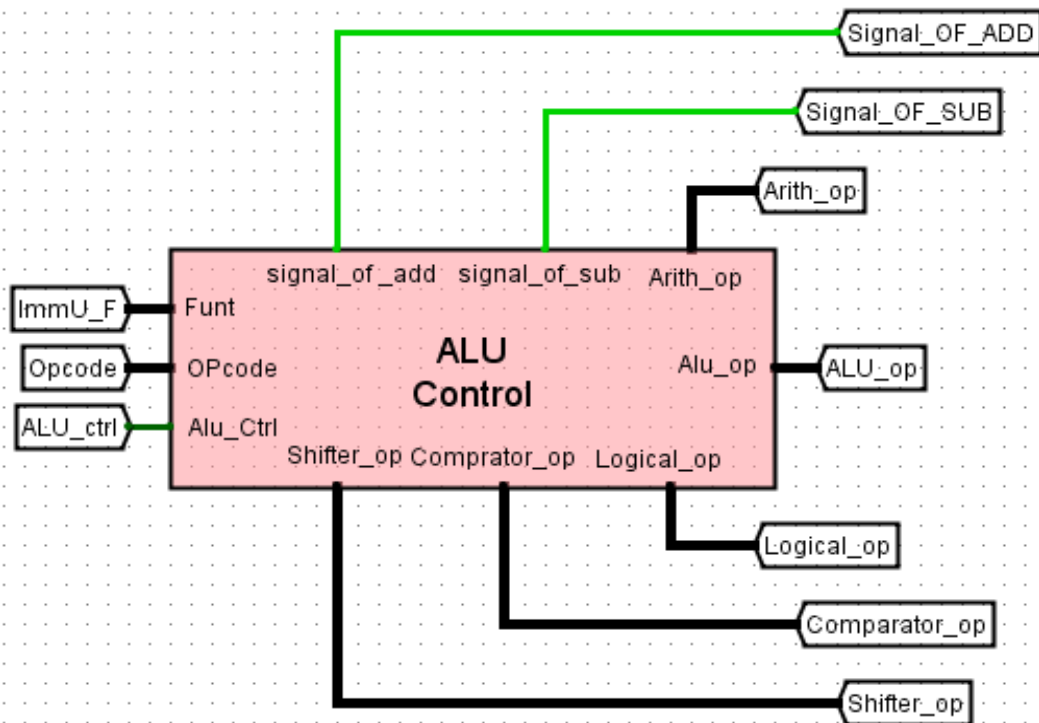 Signal_OF_ADD
Signal_OF_SUB
Arith_op
signal_of_add signal_of_sub Arith_op
ImmU_F Funt
ALU
Control
Opcode OPcode Alu_op ALU_op
ALU_ctrl Alu_Ctrl
Shifter_op Comprator_op Logical_op
Logical_op
Comparator_op
Shifter_op